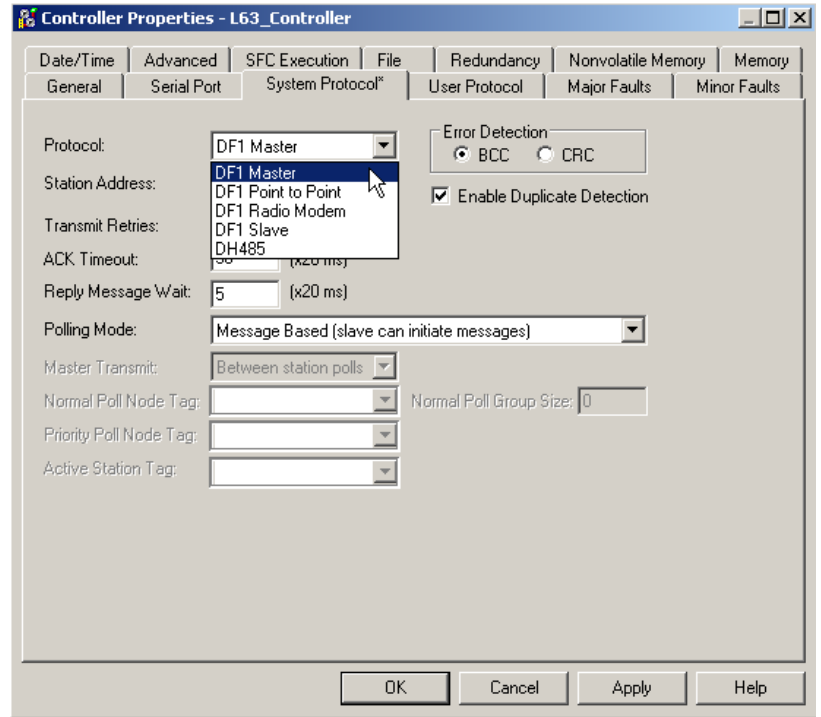 Controller Properties - L63_Controller
Date/Time Advanced SFC Execution File Redundancy Nonvolatile Memory Memory
General Serial Port System Protocol* User Protocol Major Faults Minor Faults
Protocol: DF1 Master
Error Detection
BCC CRC
DF1 Master
DF1 Point to Point
DF1 Radio Modem
DF1 Slave
DH485
Station Address:
Enable Duplicate Detection
Transmit Retries:
ACK Timeout: (x20 ms)
Reply Message Wait: 5 (x20 ms)
Polling Mode: Message Based (slave can initiate messages)
Master Transmit: Between station polls
Normal Poll Node Tag: Normal Poll Group Size: 0
Priority Poll Node Tag:
Active Station Tag:
OK Cancel Apply Help